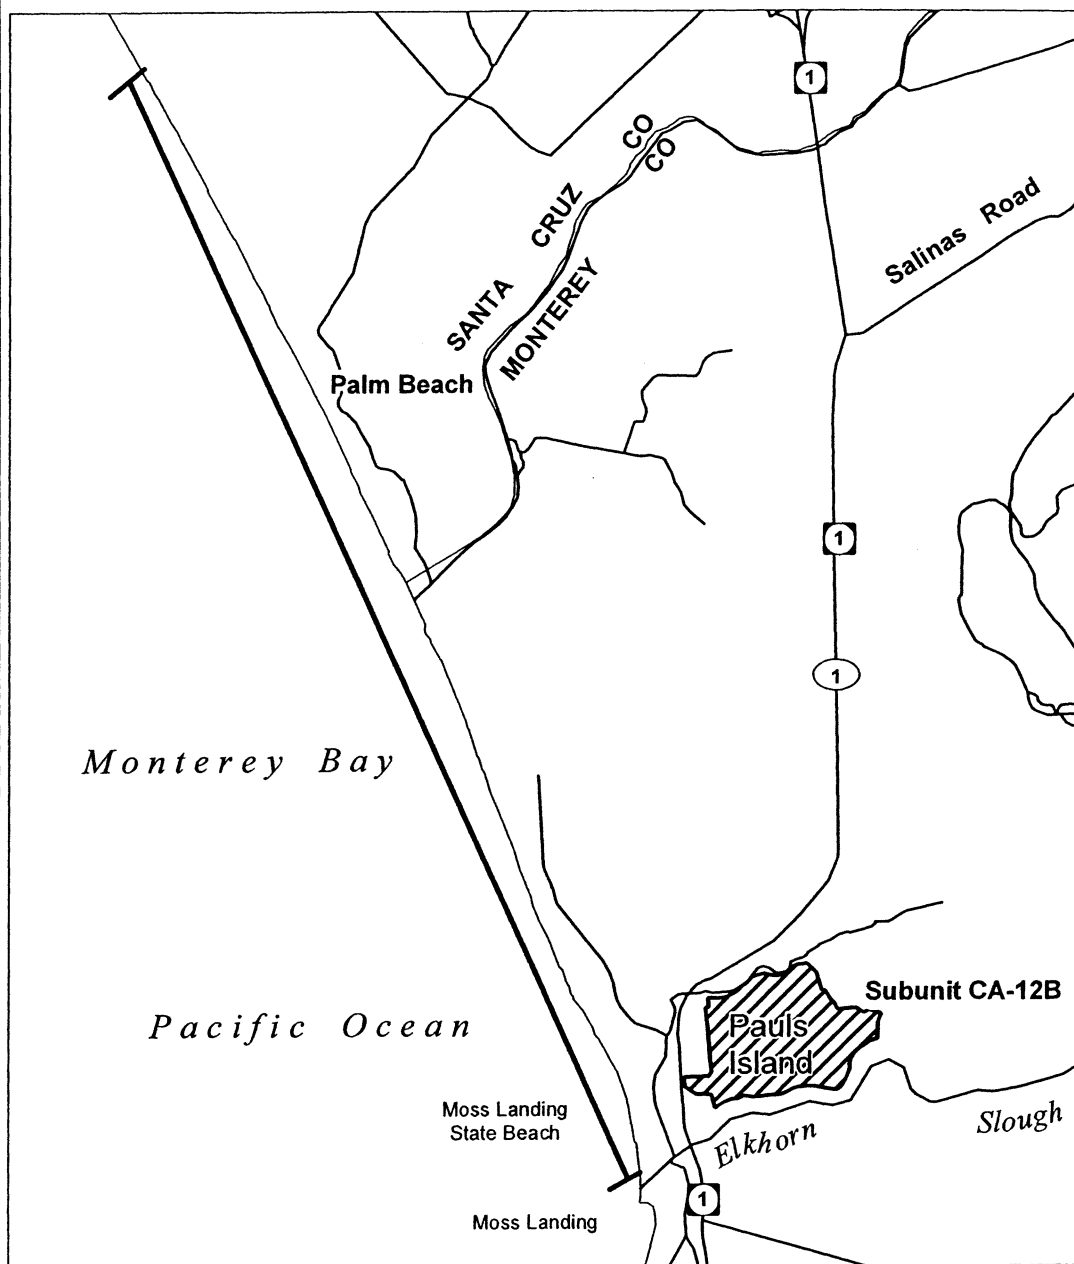 1
SANTA CRUZ CO
MONTEREY CO
Salinas Road
Palm Beach
1
1
Monterey Bay
Subunit CA-12B
Pauls
Island
Pacific Ocean
Moss Landing
State Beach
Elkhorn Slough
1
Moss Landing